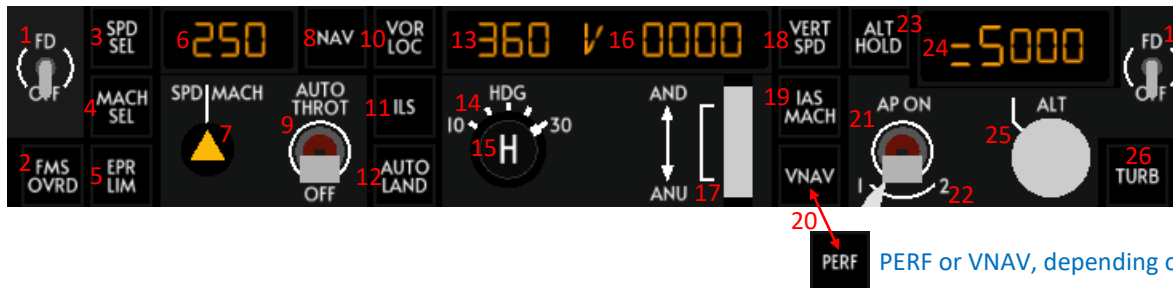 1 FD OFF
2 FMS OVRD
3 SPD SEL
4 MACH SEL
5 EPR LIM
6 250
SPD MACH
7
8 NAV
AUTO THROT
9
OFF
10 VOR LOC
11 ILS
12 AUTO LAND
13 360
V 16 0000
14 HDG
10 30
15 H
AND
ANU 17
18 VERT SPD
19 IAS MACH
VNAV
20
PERF
PERF or VNAV, depending
ALT HOLD 23
24 =5000
21 AP ON
1 2 22
ALT
25
26 TURB
FD 1
OFF